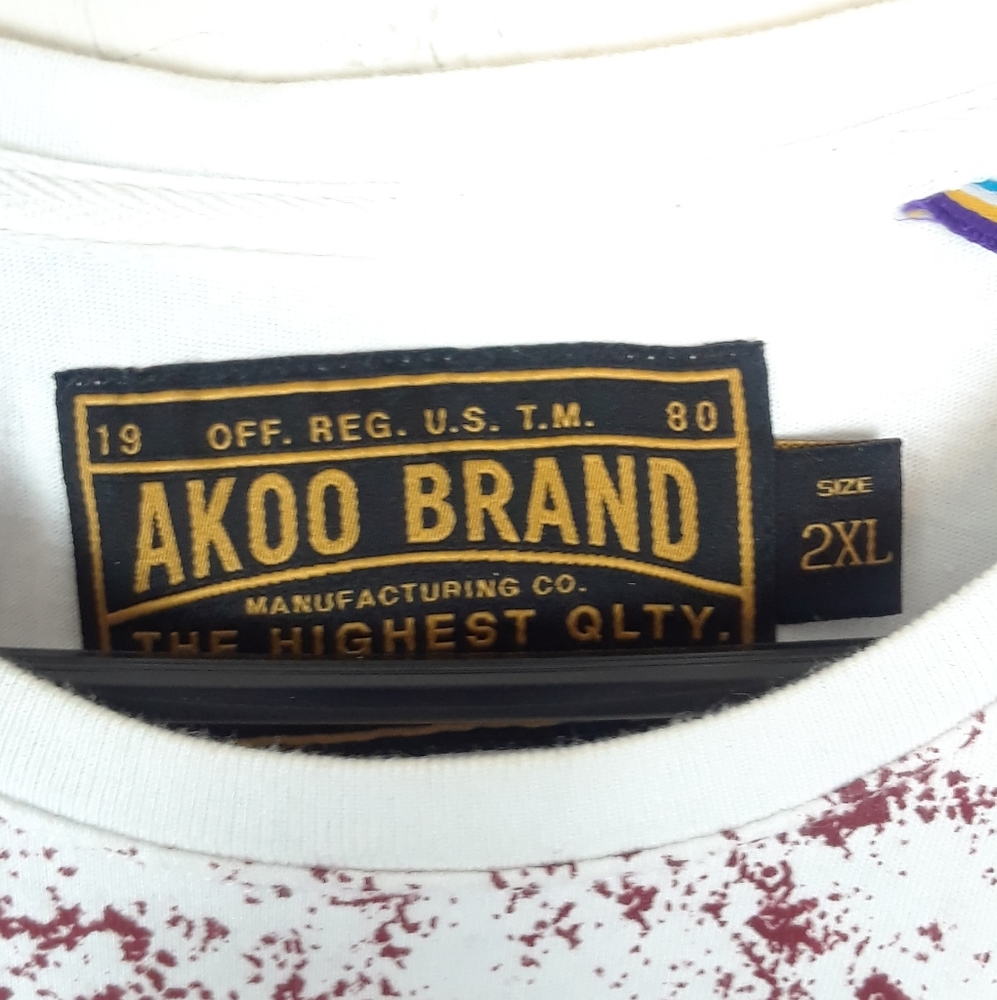 19 OFF. REG. U.S. T.M. 80
AKOO BRAND
MANUFACTURING CO.
THE HIGHEST QLTY.
SIZE
2XL